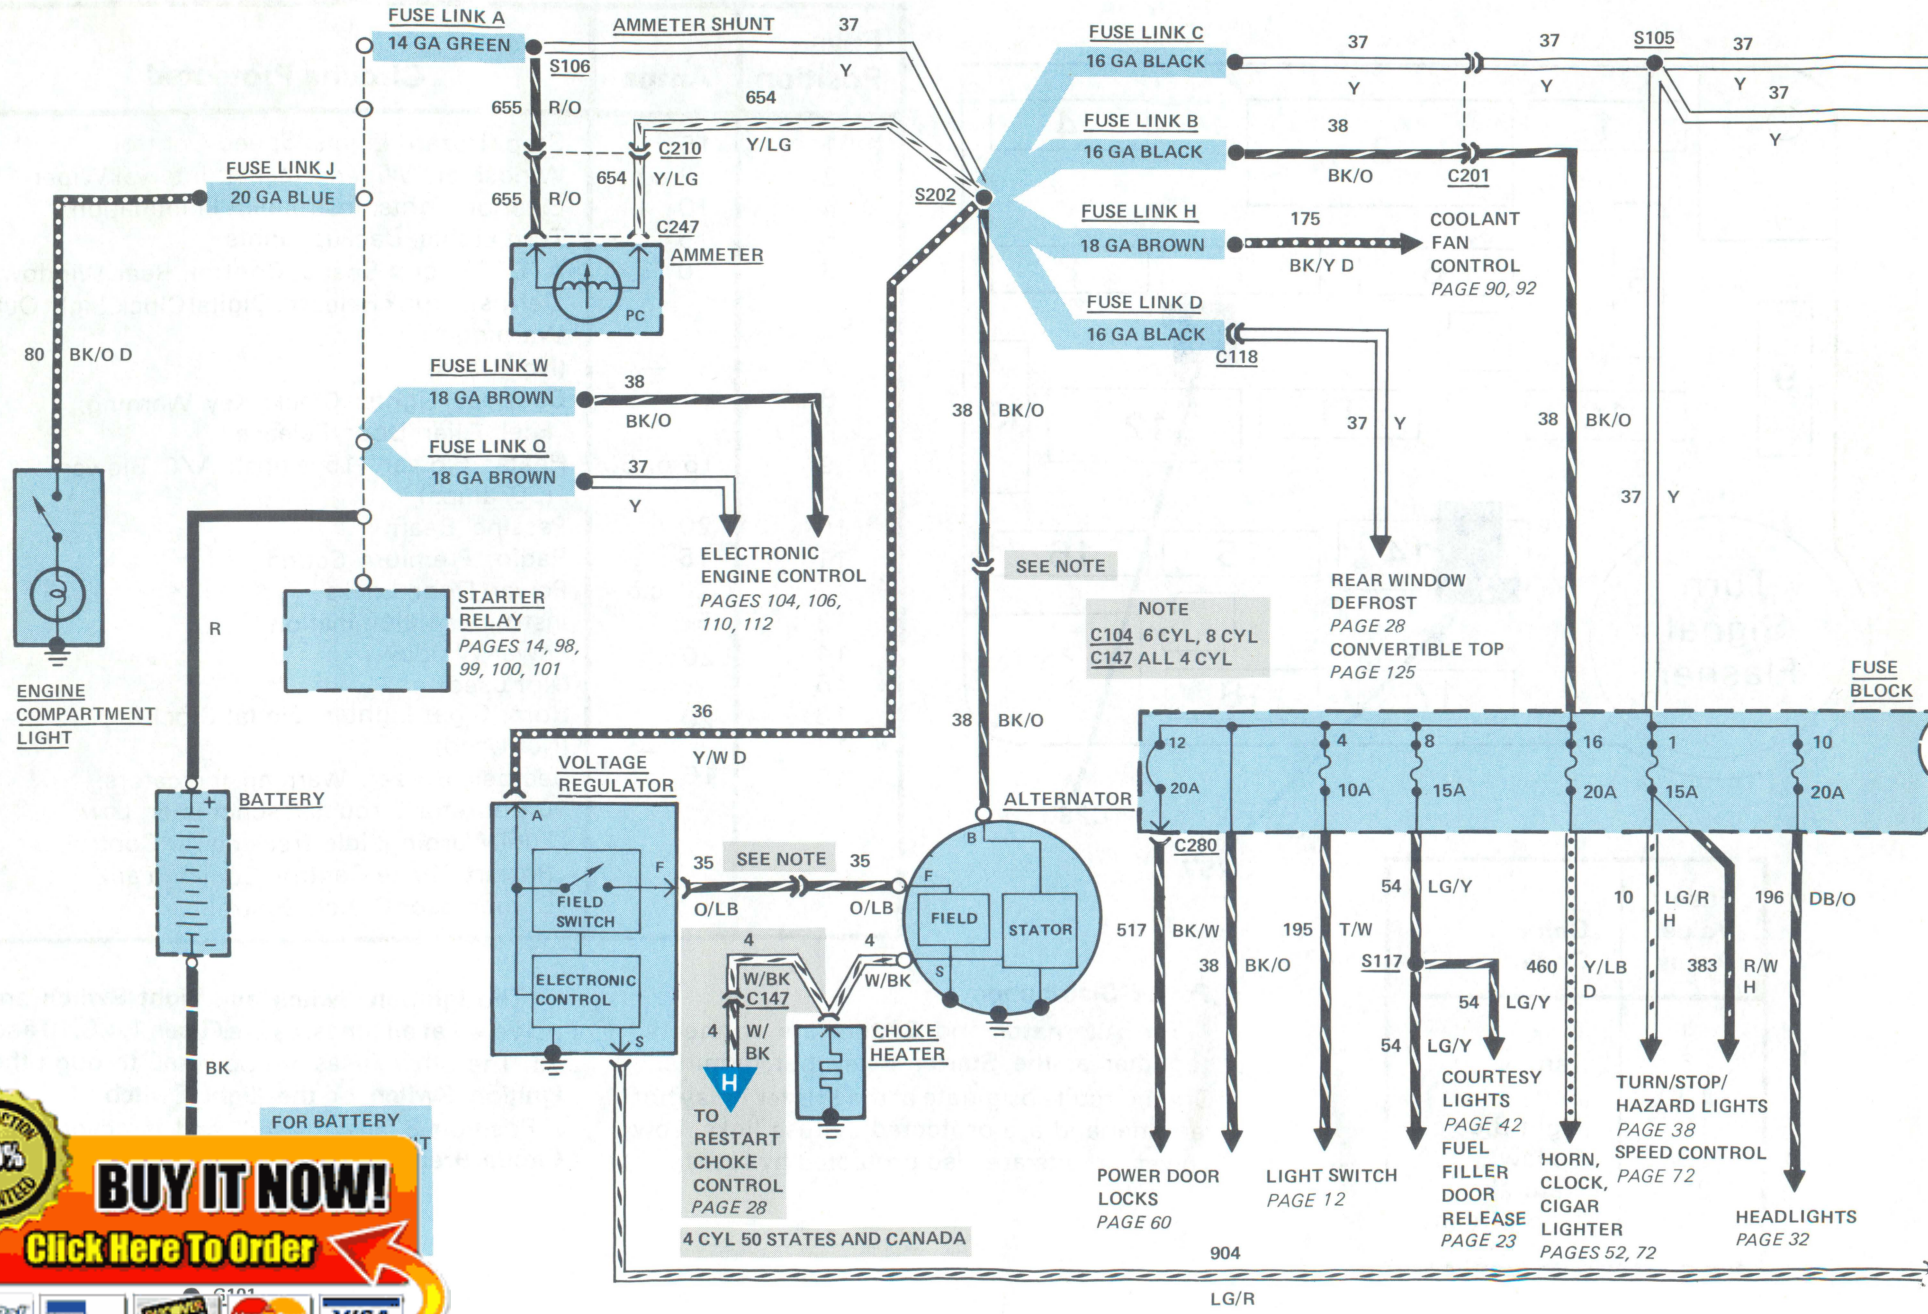 FUSE LINK A
14 GA GREEN
S106
AMMETER SHUNT
37
Y
655
R/O
654
Y/LG
C210
654
Y/LG
655
R/O
C247
AMMETER
PC
FUSE LINK J
20 GA BLUE
80
BK/O D
S202
FUSE LINK C
16 GA BLACK
37
Y
37
Y
S105
37
Y
37
Y
FUSE LINK B
16 GA BLACK
38
BK/O
C201
FUSE LINK H
18 GA BROWN
175
BK/Y D
COOLANT
FAN
CONTROL
PAGE 90, 92
FUSE LINK D
16 GA BLACK
C118
37
Y
FUSE LINK W
18 GA BROWN
38
BK/O
FUSE LINK Q
18 GA BROWN
37
Y
ELECTRONIC
ENGINE CONTROL
PAGES 104, 106,
110, 112
38
BK/O
38
BK/O
37
Y
SEE NOTE
NOTE
C104 6 CYL, 8 CYL
C147 ALL 4 CYL
REAR WINDOW
DEFROST
PAGE 28
CONVERTIBLE TOP
PAGE 125
STARTER
RELAY
PAGES 14, 98,
99, 100, 101
R
ENGINE
COMPARTMENT
LIGHT
36
Y/W D
38
BK/O
FUSE
BLOCK
BATTERY
+
-
VOLTAGE
REGULATOR
A
FIELD
SWITCH
F
ELECTRONIC
CONTROL
S
35
SEE NOTE
35
O/LB
O/LB
ALTERNATOR
B
F
FIELD
STATOR
S
12
20A
4
10A
8
15A
16
20A
1
15A
10
20A
C280
4
W/BK
C147
4
W/
BK
4
W/BK
CHOKE
HEATER
H
TO
RESTART
CHOKE
CONTROL
PAGE 28
4 CYL 50 STATES AND CANADA
517
BK/W
38
BK/O
195
T/W
54
LG/Y
S117
54
LG/Y
54
LG/Y
460
Y/LB
D
10
LG/R
H
383
R/W
H
196
DB/O
POWER DOOR
LOCKS
PAGE 60
LIGHT SWITCH
PAGE 12
COURTESY
LIGHTS
PAGE 42
FUEL
FILLER
DOOR
RELEASE
PAGE 23
HORN,
CLOCK,
CIGAR
LIGHTER
PAGES 52, 72
TURN/STOP/
HAZARD LIGHTS
PAGE 38
SPEED CONTROL
PAGE 72
HEADLIGHTS
PAGE 32
904
LG/R
BK
FOR BATTERY
BUY IT NOW!
Click Here To Order
VISA